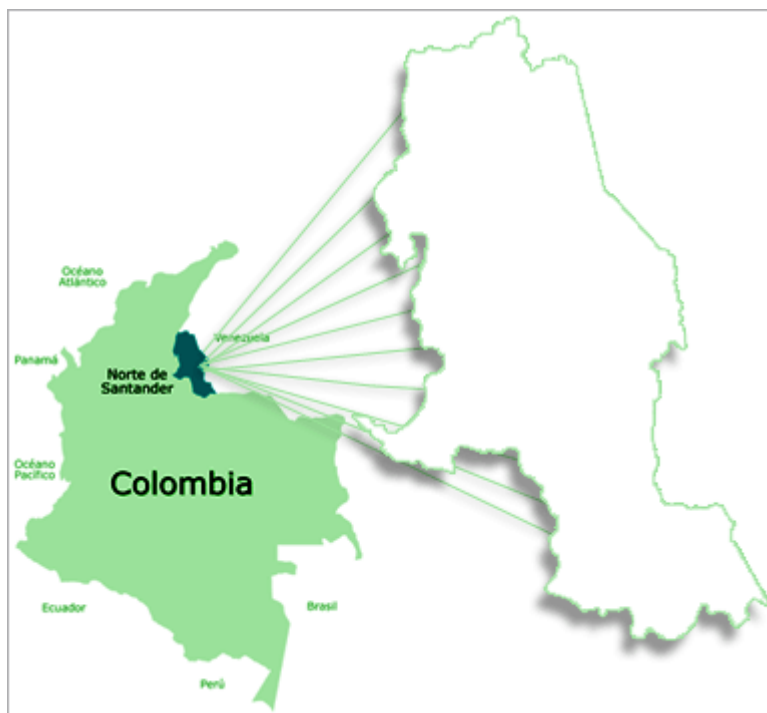 Océano
Atlántico
Venezuela
Panamá
Norte de
Santander
Océano
Pacífico
Colombia
Ecuador
Brasil
Perú